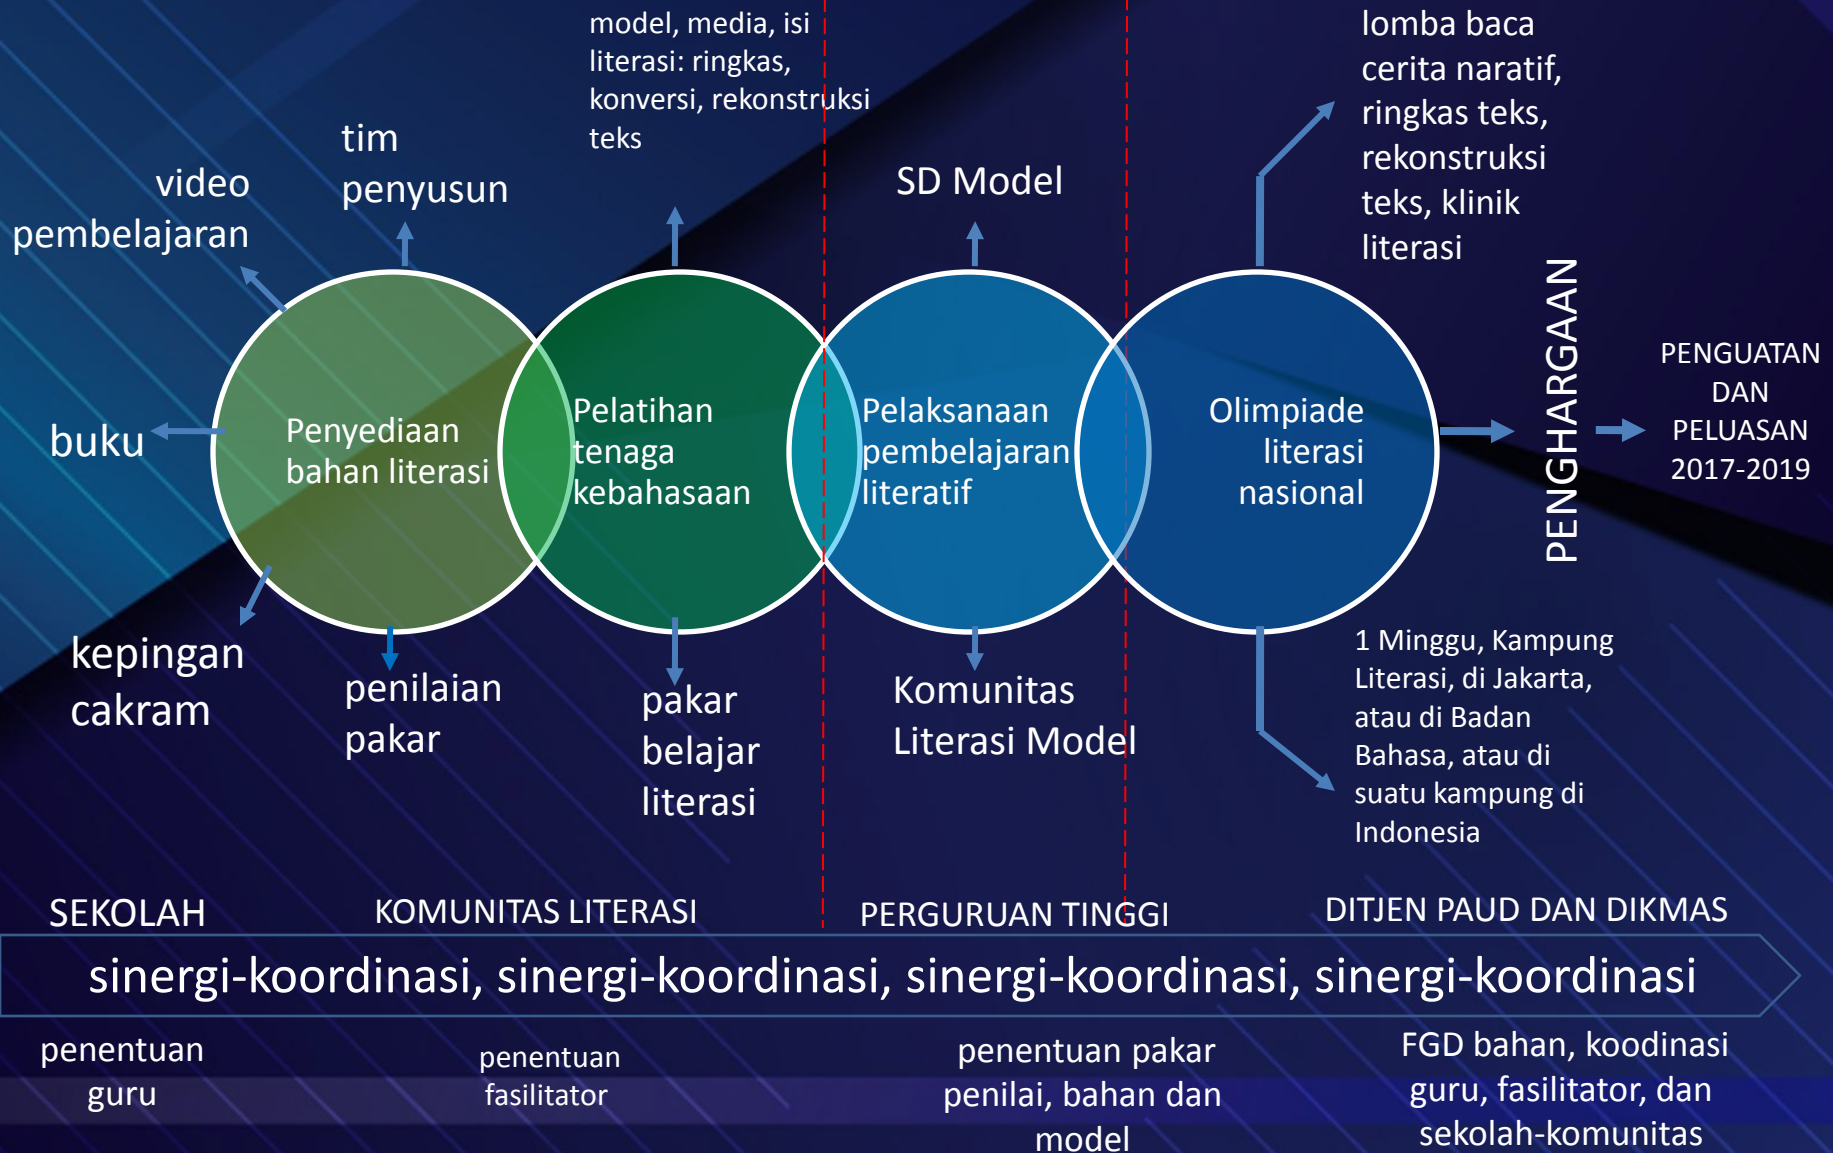 model, media, isi
literasi: ringkas,
konversi, rekonstruksi
teks
lomba baca
cerita naratif,
ringkas teks,
rekonstruksi
teks, klinik
literasi
tim
penyusun
video
pembelajaran
SD Model
buku
Penyediaan
bahan literasi
Pelatihan
tenaga
kebahasaan
Pelaksanaan
pembelajaran
literatif
Olimpiade
literasi
nasional
PENGHARGAAN
PENGUATAN
DAN
PELUASAN
2017-2019
kepingan
cakram
penilaian
pakar
pakar
belajar
literasi
Komunitas
Literasi Model
1 Minggu, Kampung
Literasi, di Jakarta,
atau di Badan
Bahasa, atau di
suatu kampung di
Indonesia
SEKOLAH
KOMUNITAS LITERASI
PERGURUAN TINGGI
DITJEN PAUD DAN DIKMAS
sinergi-koordinasi, sinergi-koordinasi, sinergi-koordinasi, sinergi-koordinasi
penentuan
guru
penentuan
fasilitator
penentuan pakar
penilai, bahan dan
model
FGD bahan, koodinasi
guru, fasilitator, dan
sekolah-komunitas